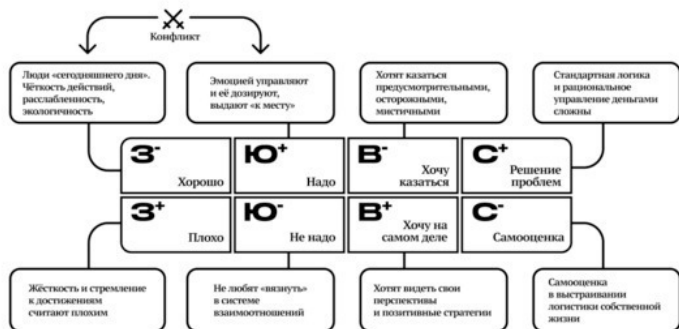 Конфликт
Люди «сегодняшнего дня».
Чёткость действий,
расслабленность,
экологичность
Эмоцией управляют
и её дозируют,
выдают «к месту»
Хотят казаться
предусмотрительными,
осторожными,
мистичными
Стандартная логика
и рациональное
управление деньгами
сложны
З-
Хорошо
Ю+
Надо
В-
Хочу
казаться
С+
Решение
проблем
З+
Плохо
Ю-
Не надо
В+
Хочу на
самом деле
С-
Самооценка
Жёсткость и стремление
к достижениям
считают плохим
Не любят «вязнуть»
в системе
взаимоотношений
Хотят видеть свои
перспективы
и позитивные стратегии
Самооценка
в выстраивании
логистики собственной
жизни